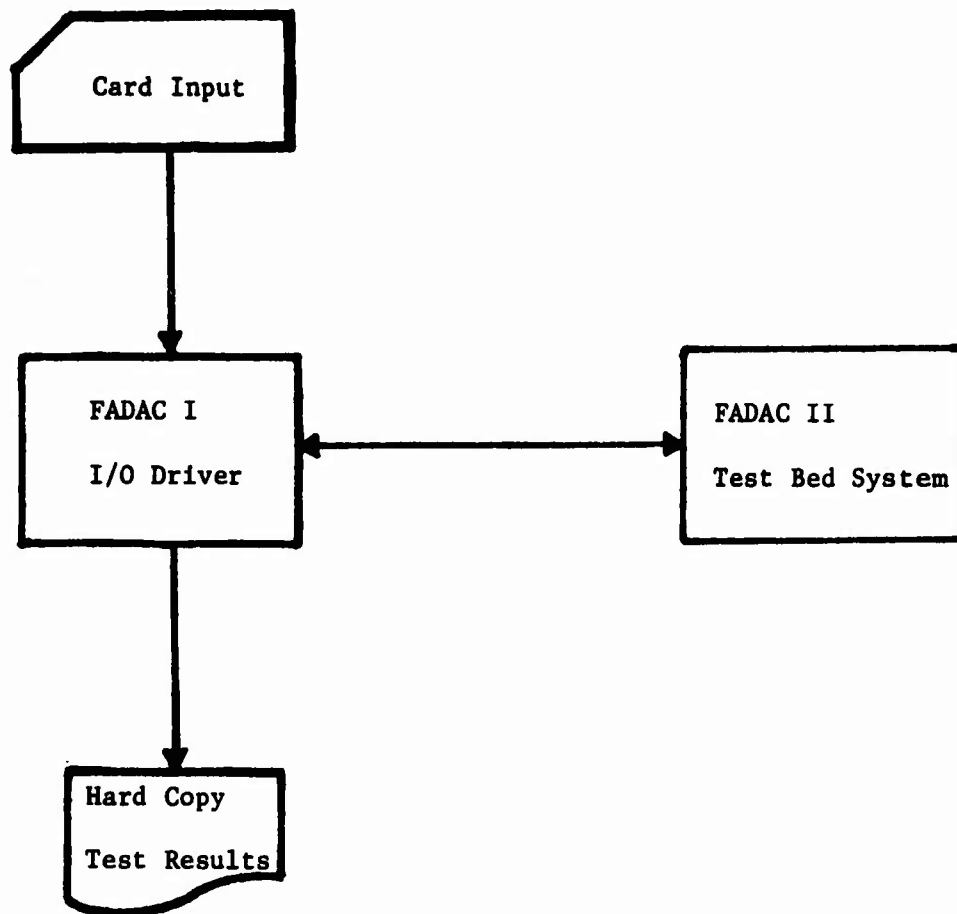 Card Input
FADAC I
I/O Driver
FADAC II
Test Bed System
Hard Copy
Test Results